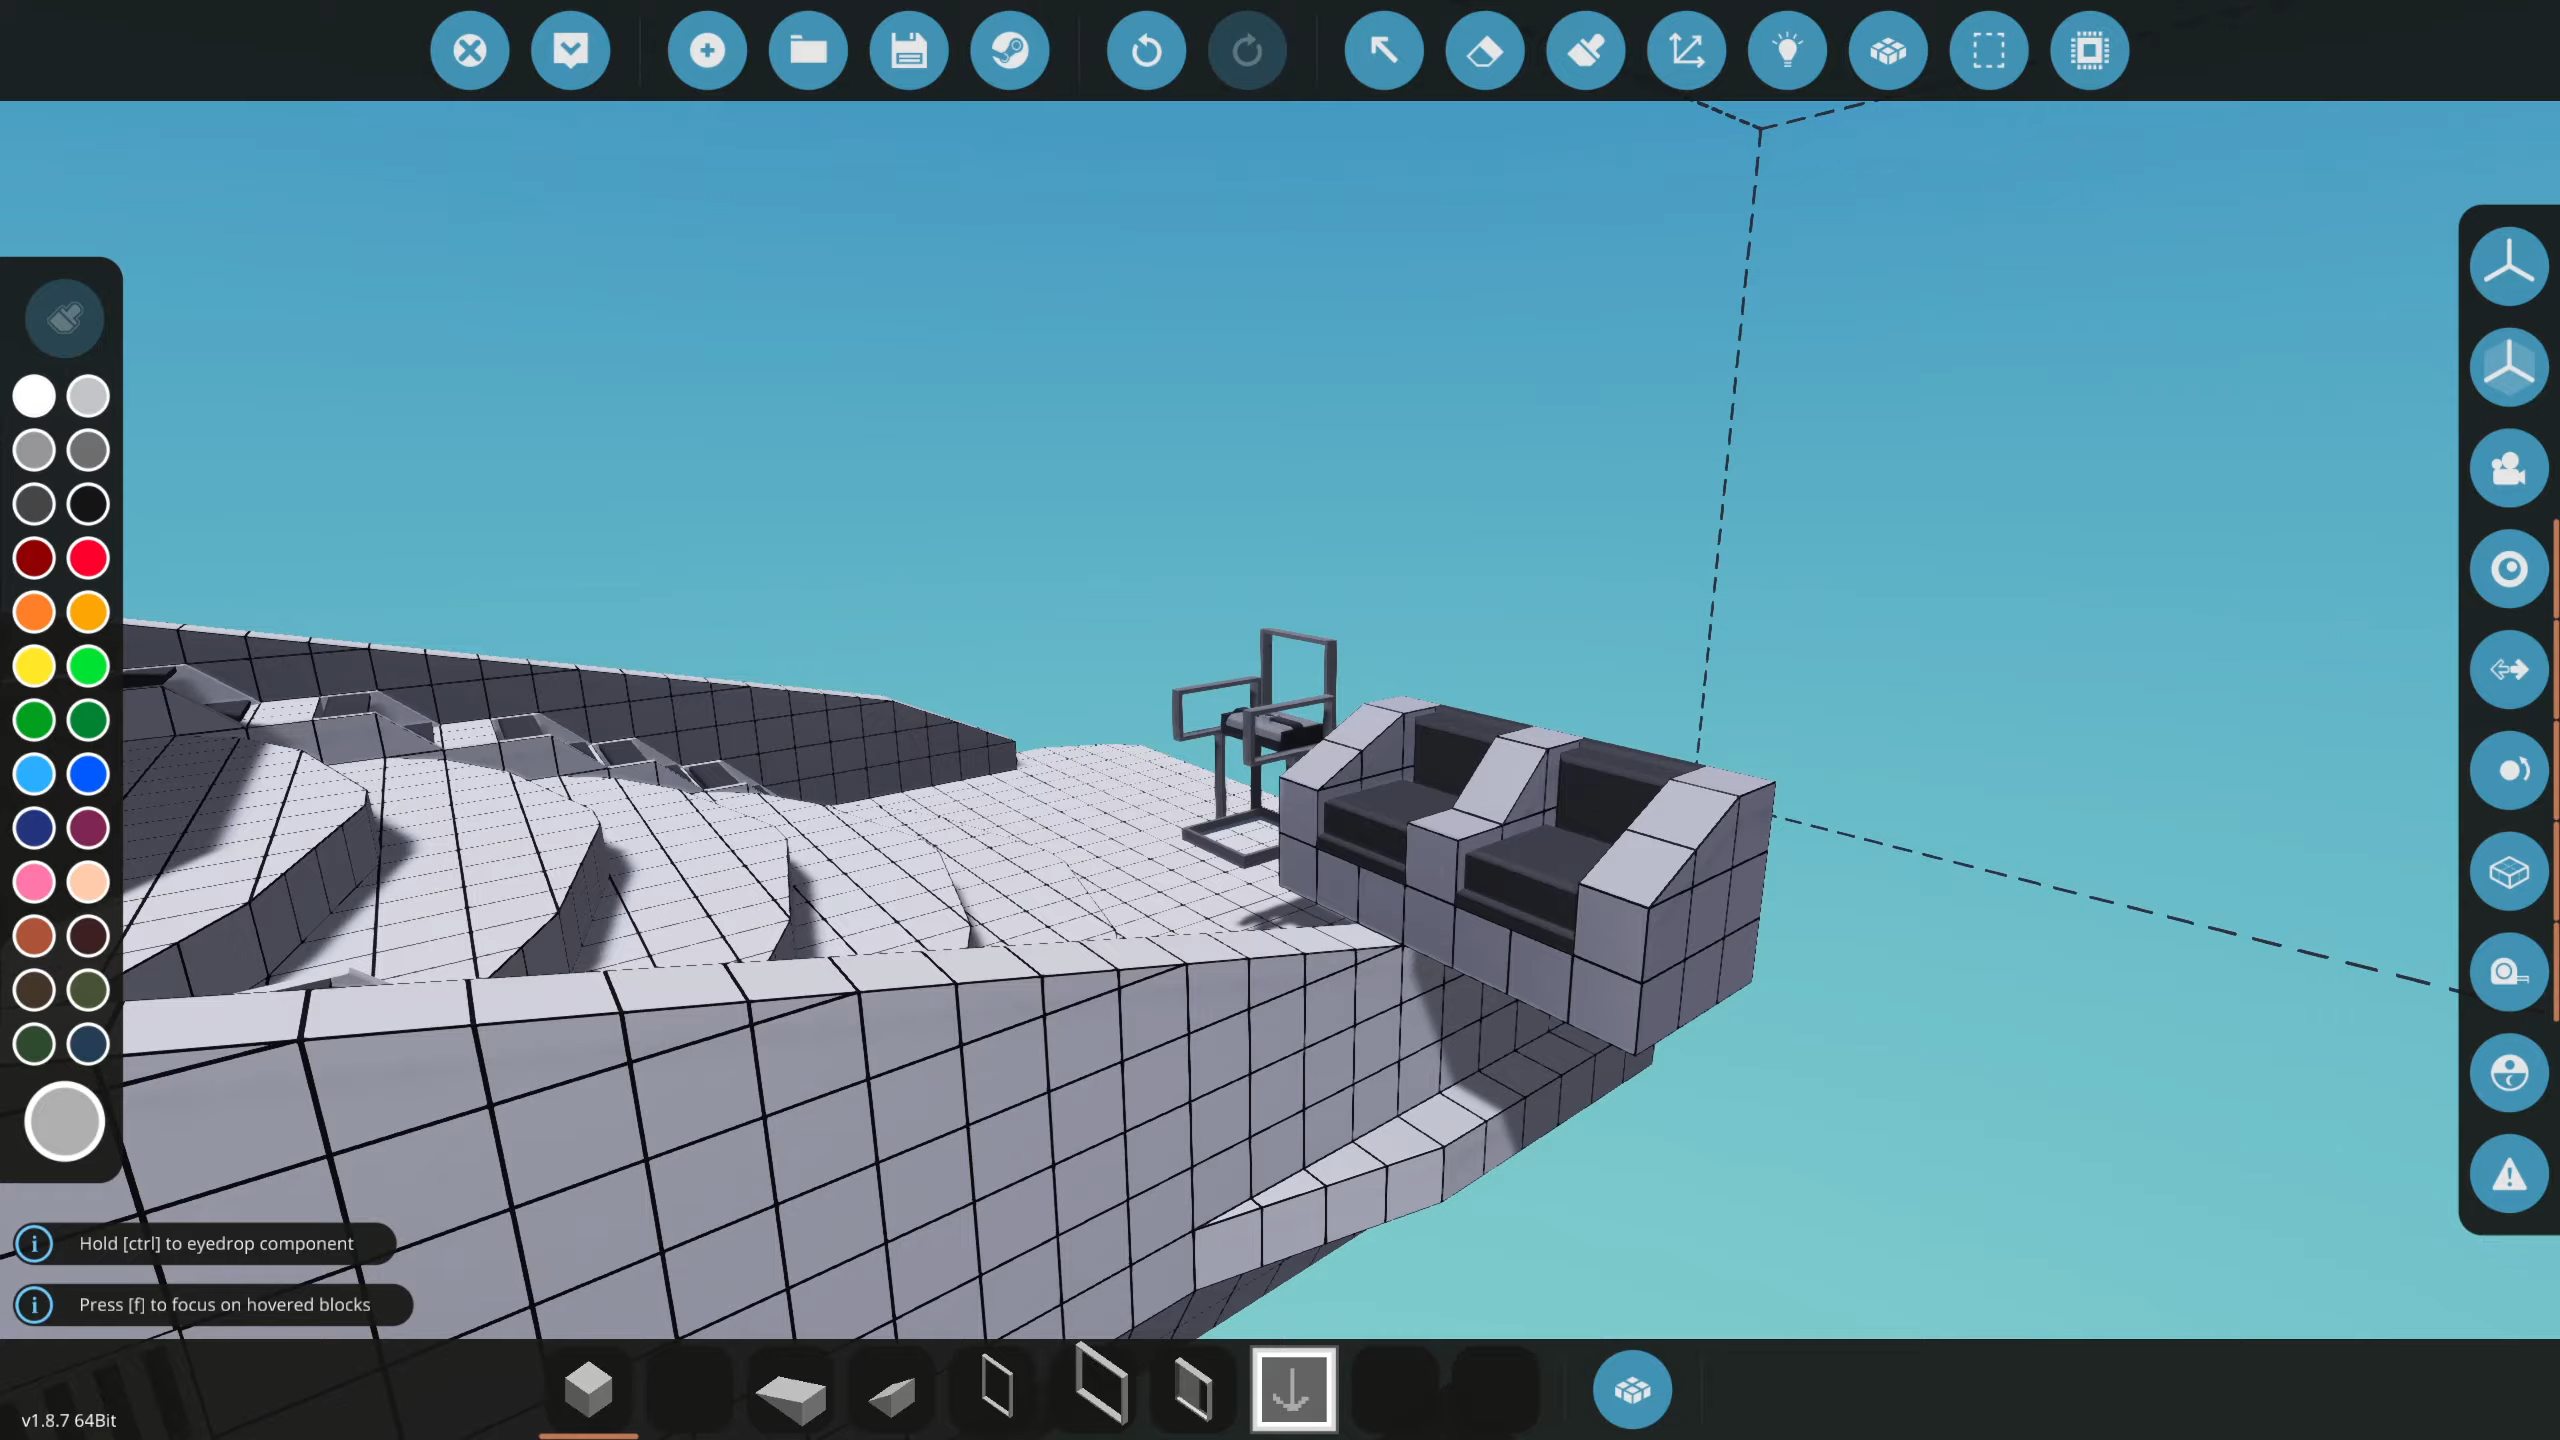 Hold [ctrl] to eyedrop component
Press [f] to focus on hovered blocks
v1.8.7 64Bit